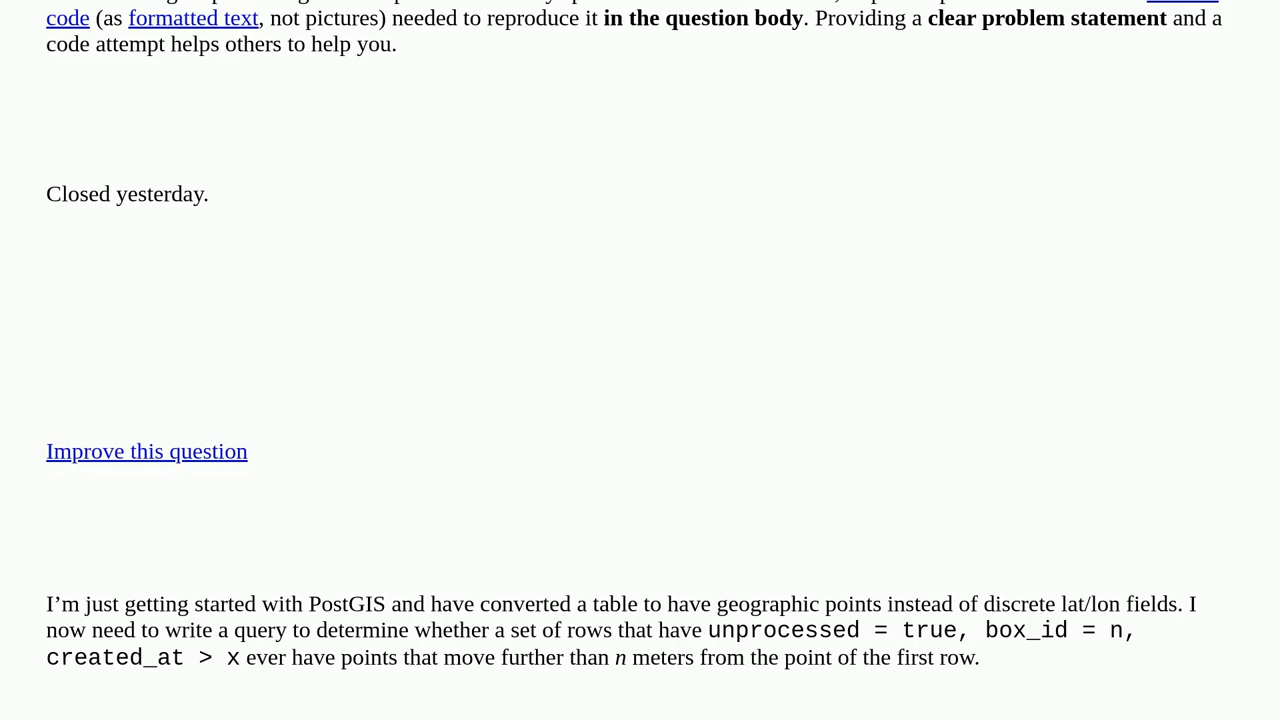 code (as formatted text, not pictures) needed to reproduce it in the question body. Providing a clear problem statement and a
code attempt helps others to help you.
Closed yesterday.
Improve this question
I’m just getting started with PostGIS and have converted a table to have geographic points instead of discrete lat/lon fields. I
now need to write a query to determine whether a set of rows that have unprocessed = true, box_id = n,
created_at > x ever have points that move further than n meters from the point of the first row.